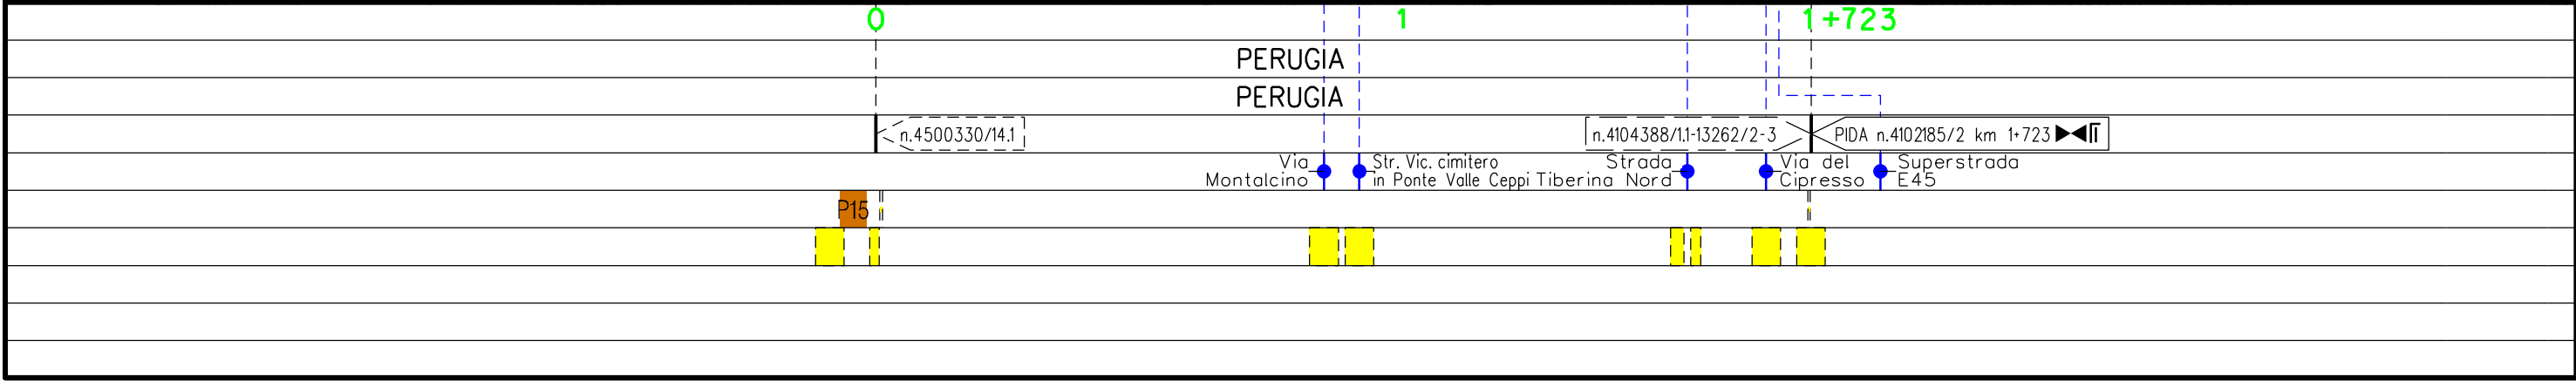 0 1 1+723
PERUGIA
PERUGIA
n.4500330/14.1 n.4104388/1.1-13262/2-3 PIDA n.4102185/2 km 1+723
Via Str. Vic. cimitero Strada Via del Superstrada
Montalcino in Ponte Valle Ceppi Tiberina Nord Cipresso E45
P15